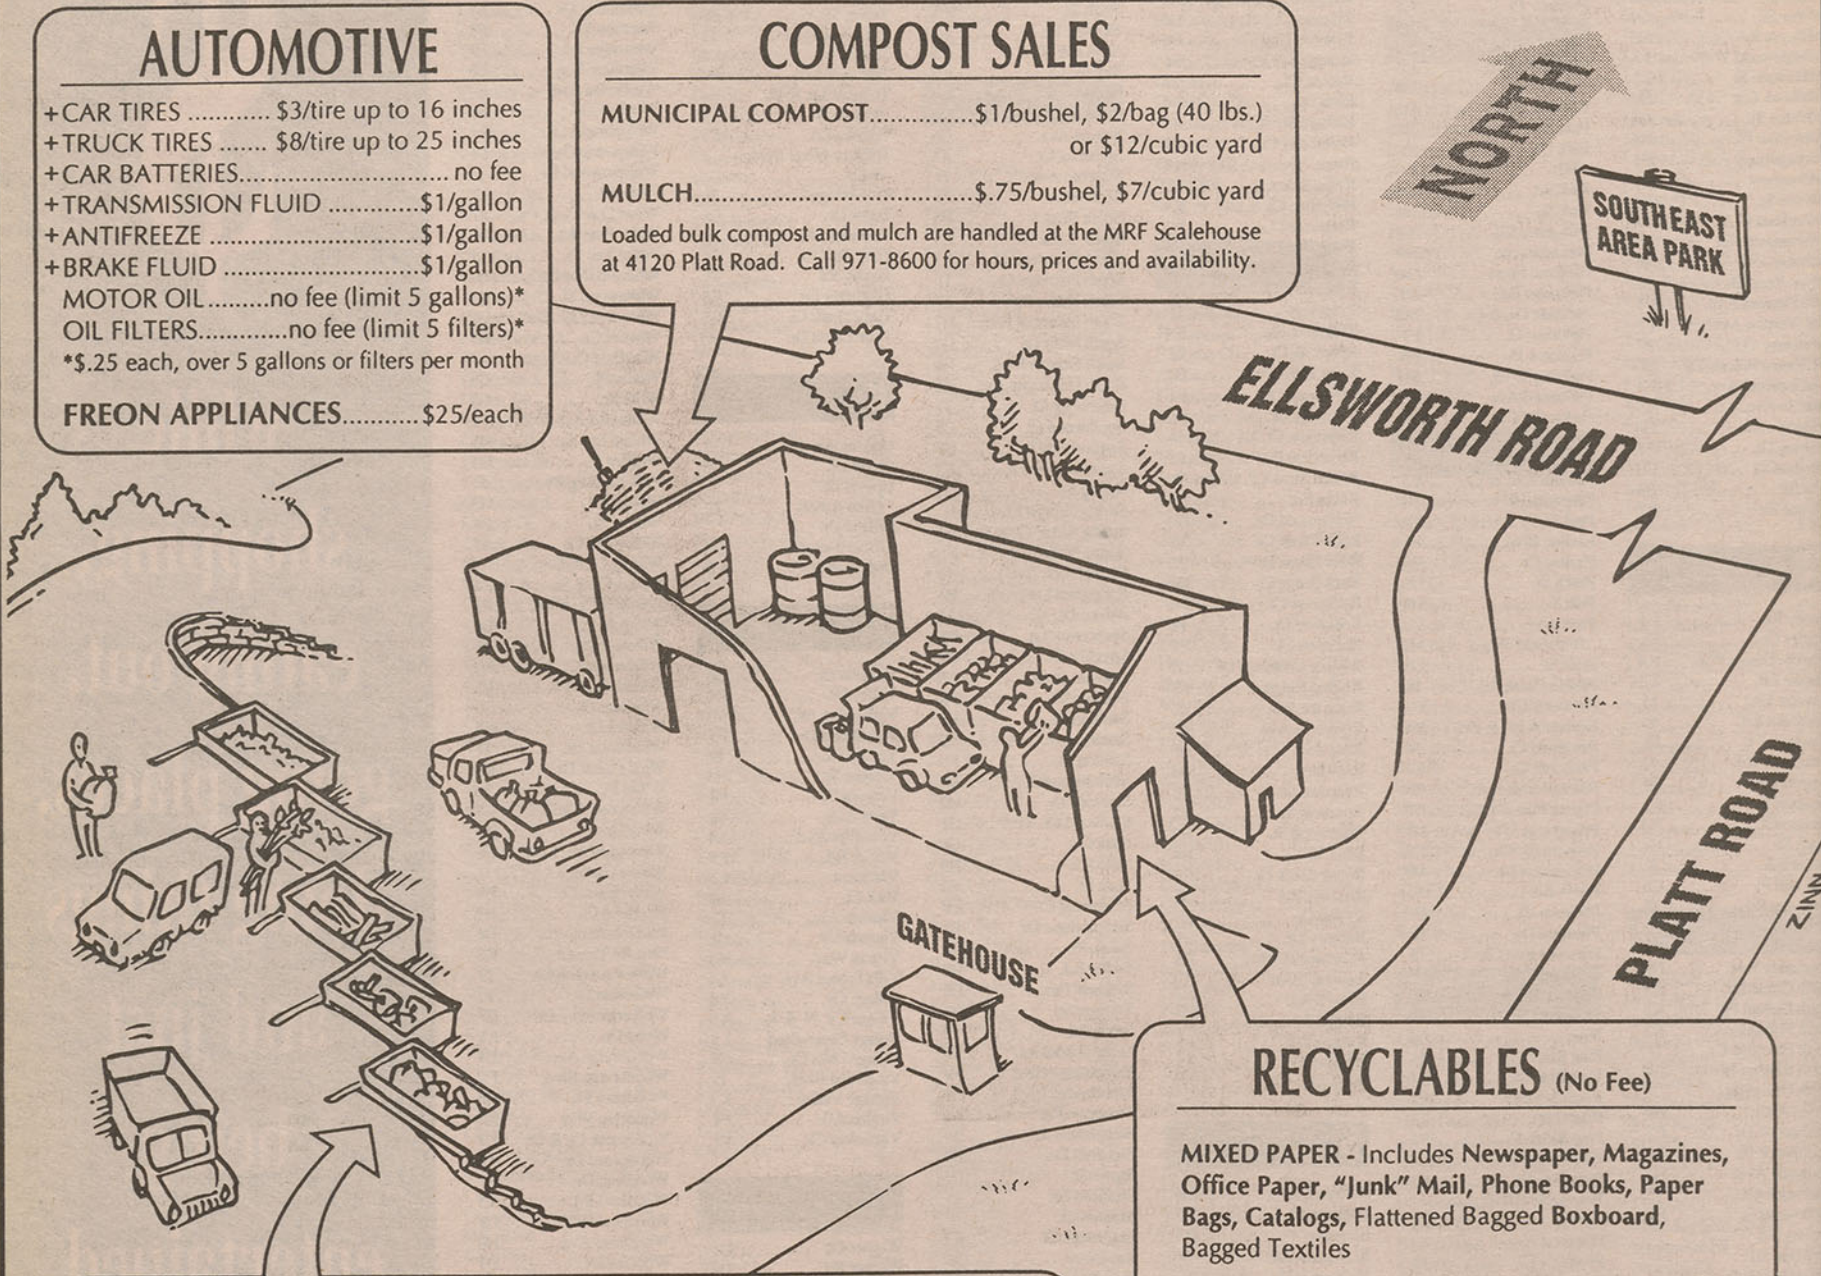 AUTOMOTIVE
+CAR TIRES ............ $3/tire up to 16 inches
+TRUCK TIRES ....... $8/tire up to 25 inches
+CAR BATTERIES.............................. no fee
+TRANSMISSION FLUID .............$1/gallon
+ANTIFREEZE ..............................$1/gallon
+BRAKE FLUID ............................$1/gallon
MOTOR OIL.........no fee (limit 5 gallons)*
OIL FILTERS.............no fee (limit 5 filters)*
*$.25 each, over 5 gallons or filters per month
FREON APPLIANCES...........$25/each
COMPOST SALES
MUNICIPAL COMPOST...............$1/bushel, $2/bag (40 lbs.)
or $12/cubic yard
MULCH........................................$.75/bushel, $7/cubic yard
Loaded bulk compost and mulch are handled at the MRF Scalehouse
at 4120 Platt Road. Call 971-8600 for hours, prices and availability.
NORTH
SOUTHEAST
AREA PARK
ELLSWORTH ROAD
PLATT ROAD
ZINN
GATEHOUSE
RECYCLABLES (No Fee)
MIXED PAPER - Includes Newspaper, Magazines,
Office Paper, "Junk" Mail, Phone Books, Paper
Bags, Catalogs, Flattened Bagged Boxboard,
Bagged Textiles